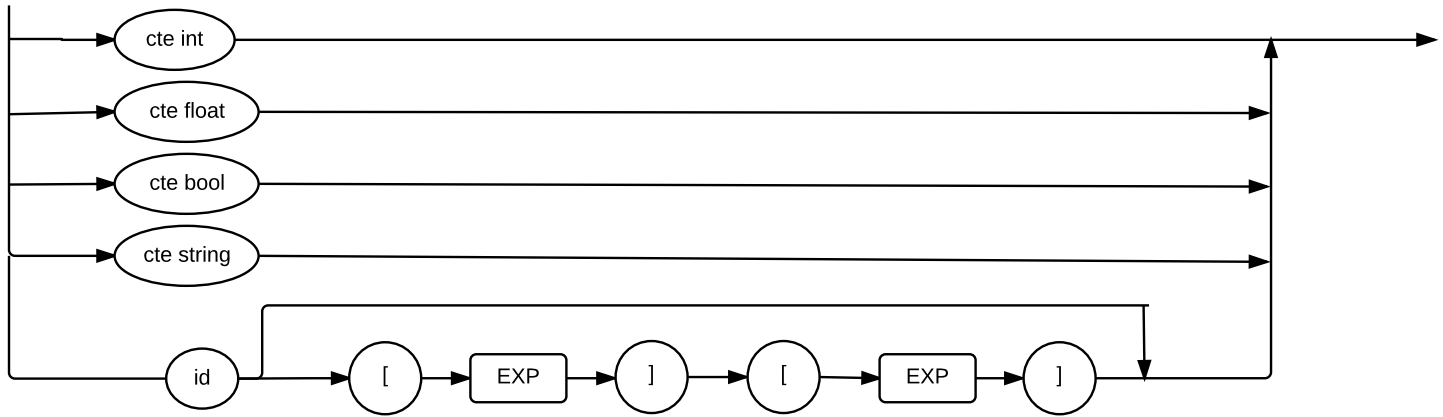 cte int
cte float
cte bool
cte string
id [ EXP ] [ EXP ]